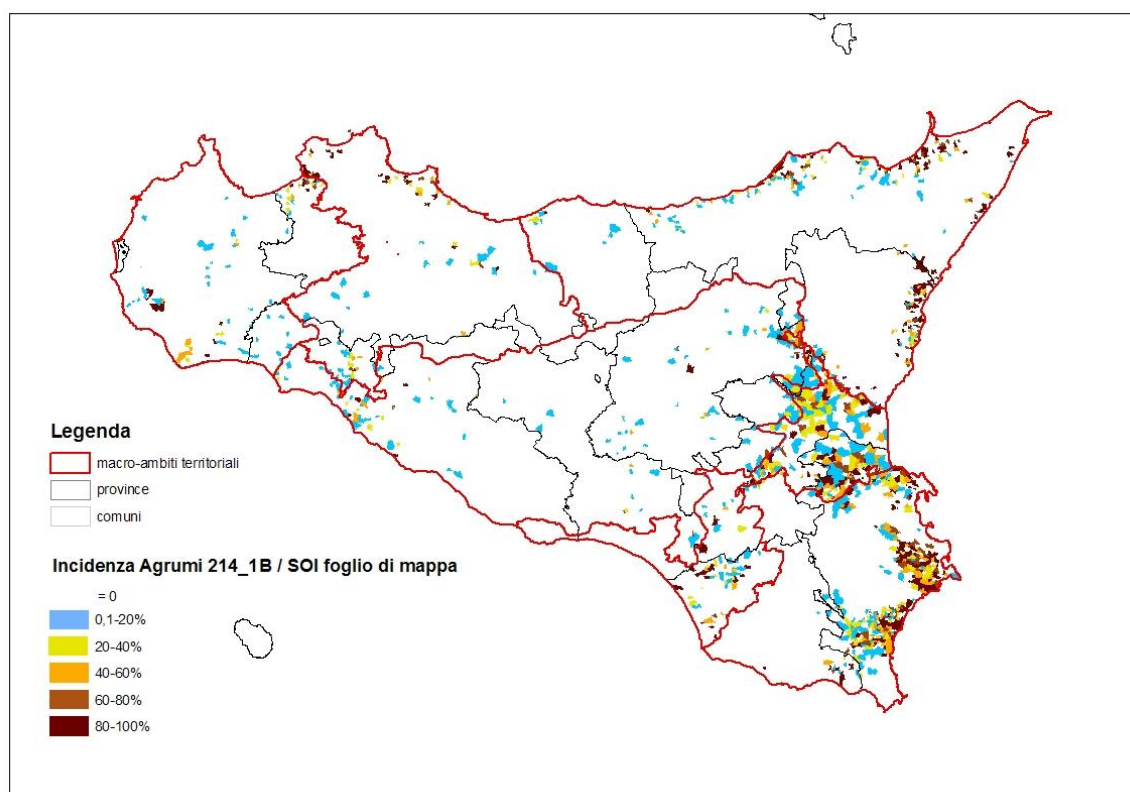 Legenda
macro-ambiti territoriali
province
comuni
Incidenza Agrumi 214_1B / SOI foglio di mappa
= 0
0,1-20%
20-40%
40-60%
60-80%
80-100%